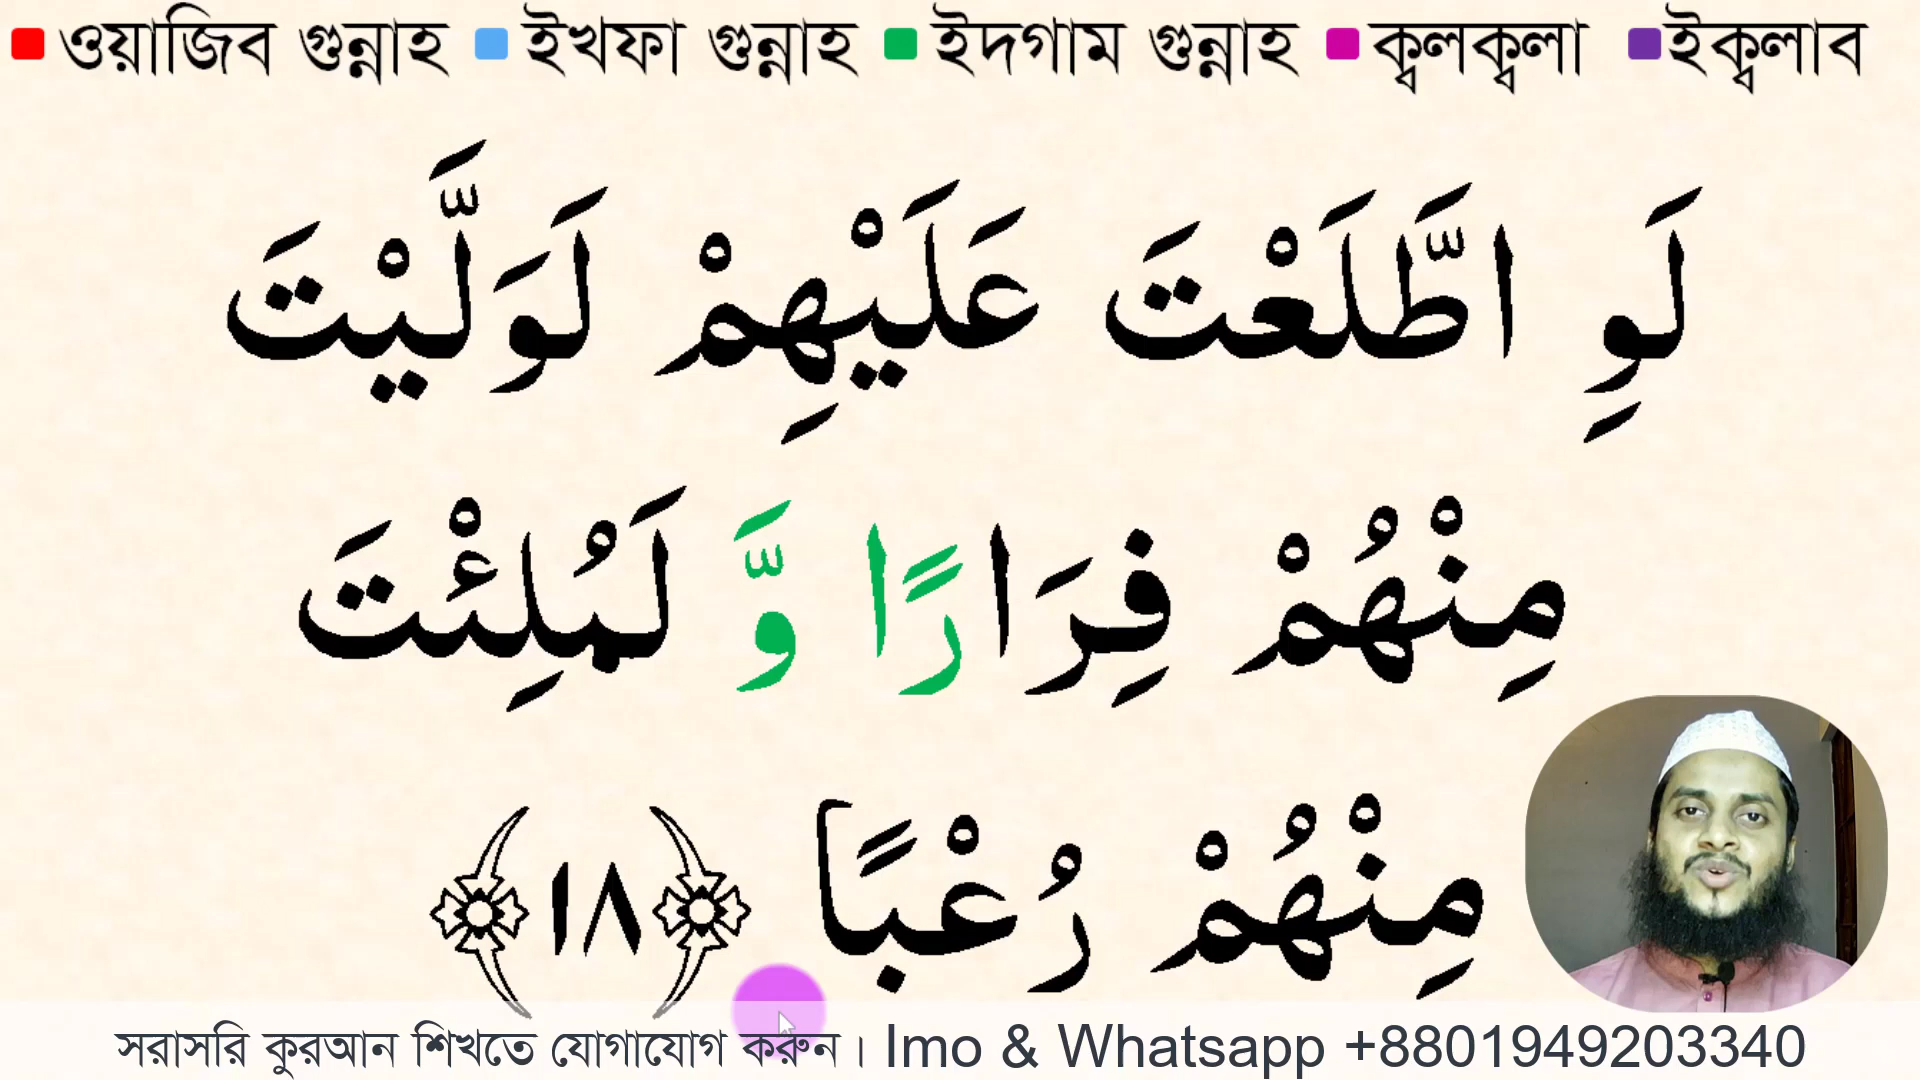 ওয়াজিব গুন্নাহ ইখফা গুন্নাহ ইদগাম গুন্নাহ ক্বলক্বলা ইক্বলাব
لَوِ اطَّلَعْتَ عَلَيْهِمْ لَوَلَّيْتَ
مِنْهُمْ فِرَارًا وَّ لَمُلِئْتَ
مِنْهُمْ رُعْبًا ﴿١٨﴾
সরাসরি কুরআন শিখতে যোগাযোগ করুন। Imo & Whatsapp +8801949203340